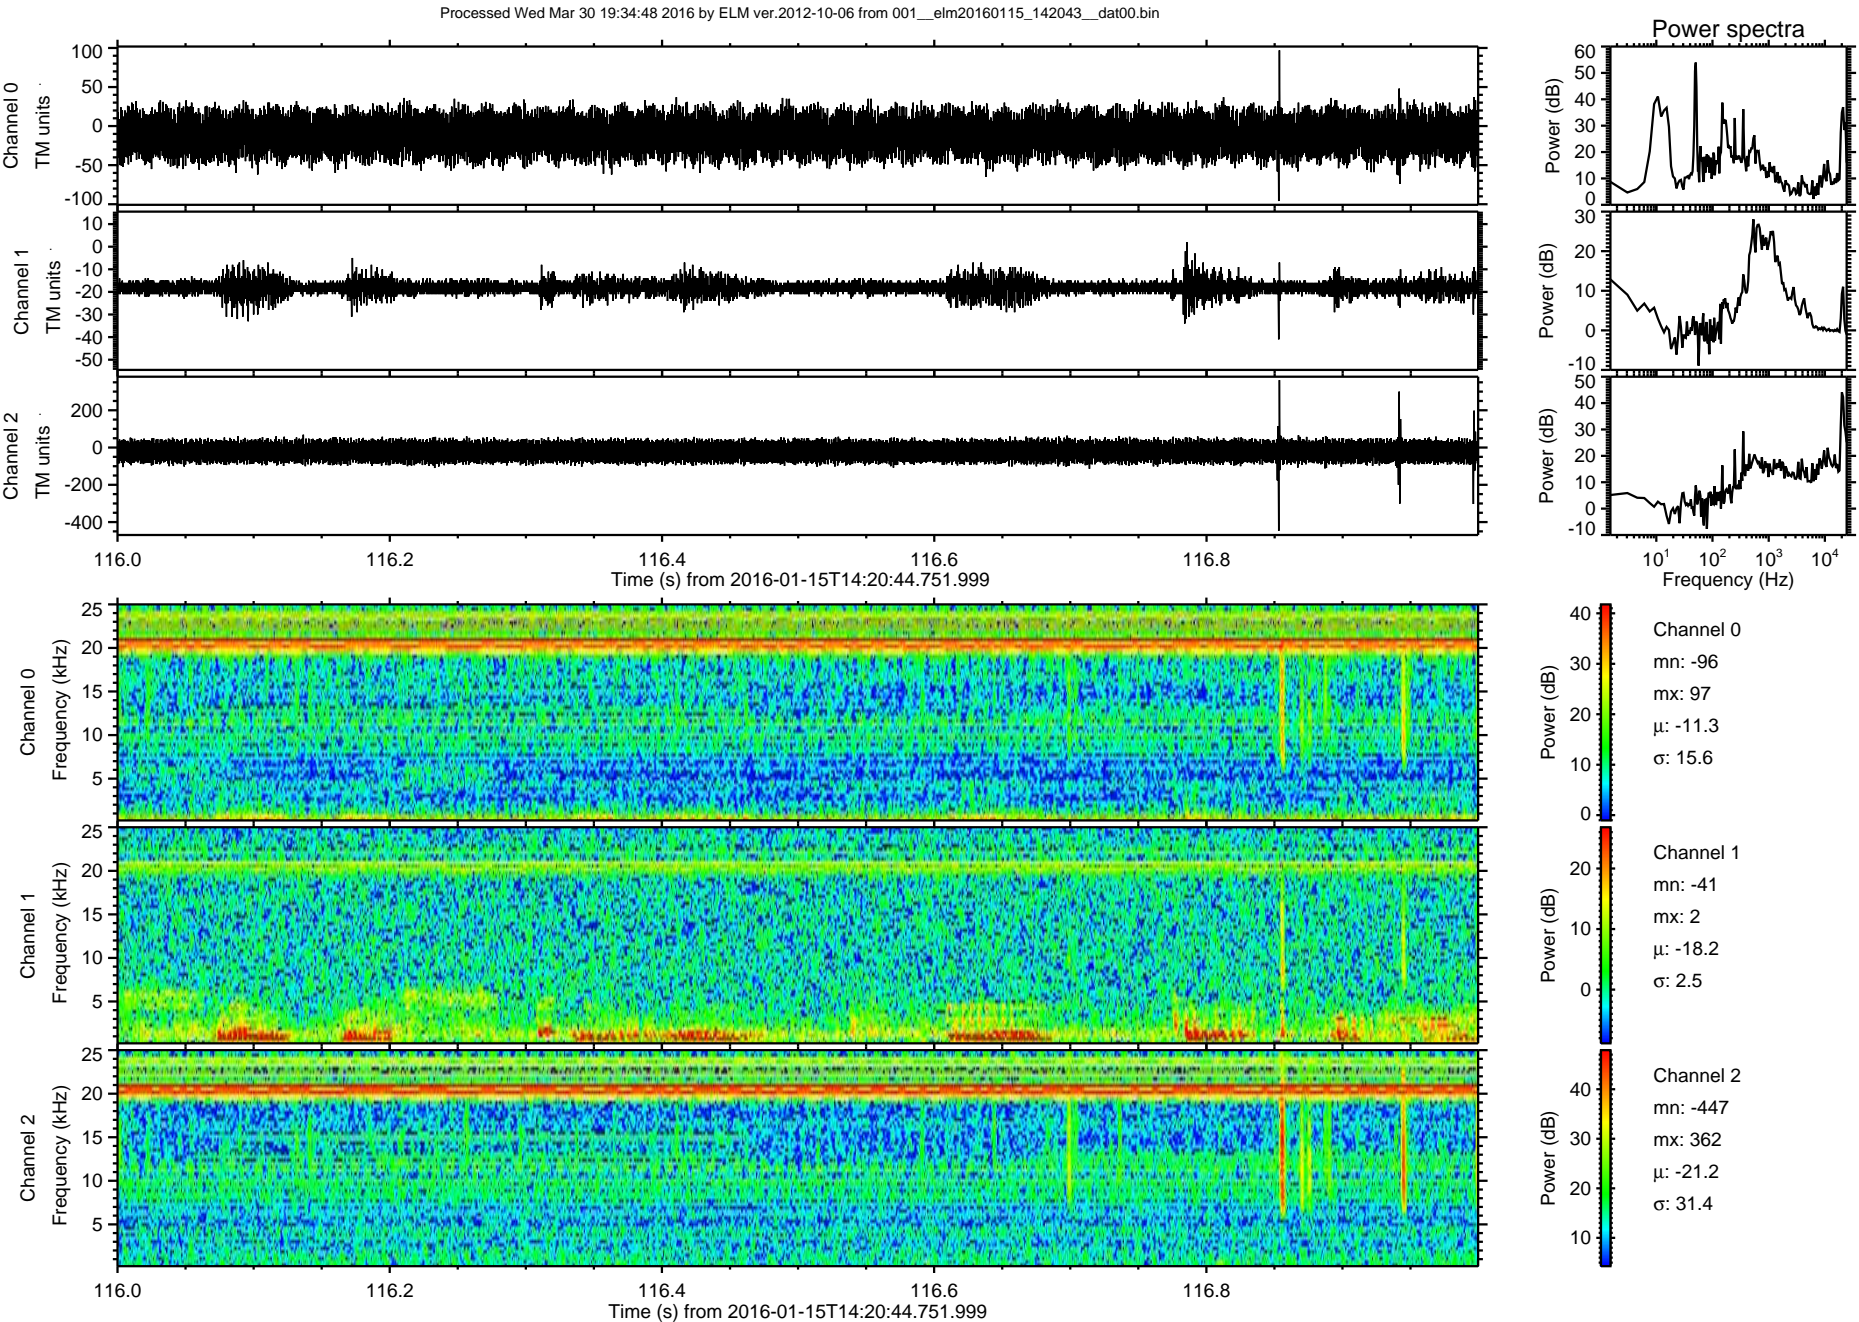 Processed Wed Mar 30 19:34:48 2016 by ELM ver.2012-10-06 from 001__elm20160115_142043__dat00.bin
Power spectra
Channel 0
TM units
100
50
0
-50
-100
Power (dB)
60
50
40
30
20
10
0
Channel 1
TM units
10
0
-10
-20
-30
-40
-50
Power (dB)
30
20
10
0
-10
Channel 2
TM units
200
0
-200
-400
Power (dB)
50
40
30
20
10
0
-10
116.0 116.2 116.4 116.6 116.8
Time (s) from 2016-01-15T14:20:44.751.999
10¹ 10² 10³ 10⁴
Frequency (Hz)
Channel 0
Frequency (kHz)
25
20
15
10
5
Power (dB)
40
30
20
10
0
Channel 0
mn: -96
mx: 97
μ: -11.3
σ: 15.6
Channel 1
Frequency (kHz)
25
20
15
10
5
Power (dB)
20
10
0
Channel 1
mn: -41
mx: 2
μ: -18.2
σ: 2.5
Channel 2
Frequency (kHz)
25
20
15
10
5
Power (dB)
40
30
20
10
Channel 2
mn: -447
mx: 362
μ: -21.2
σ: 31.4
116.0 116.2 116.4 116.6 116.8
Time (s) from 2016-01-15T14:20:44.751.999